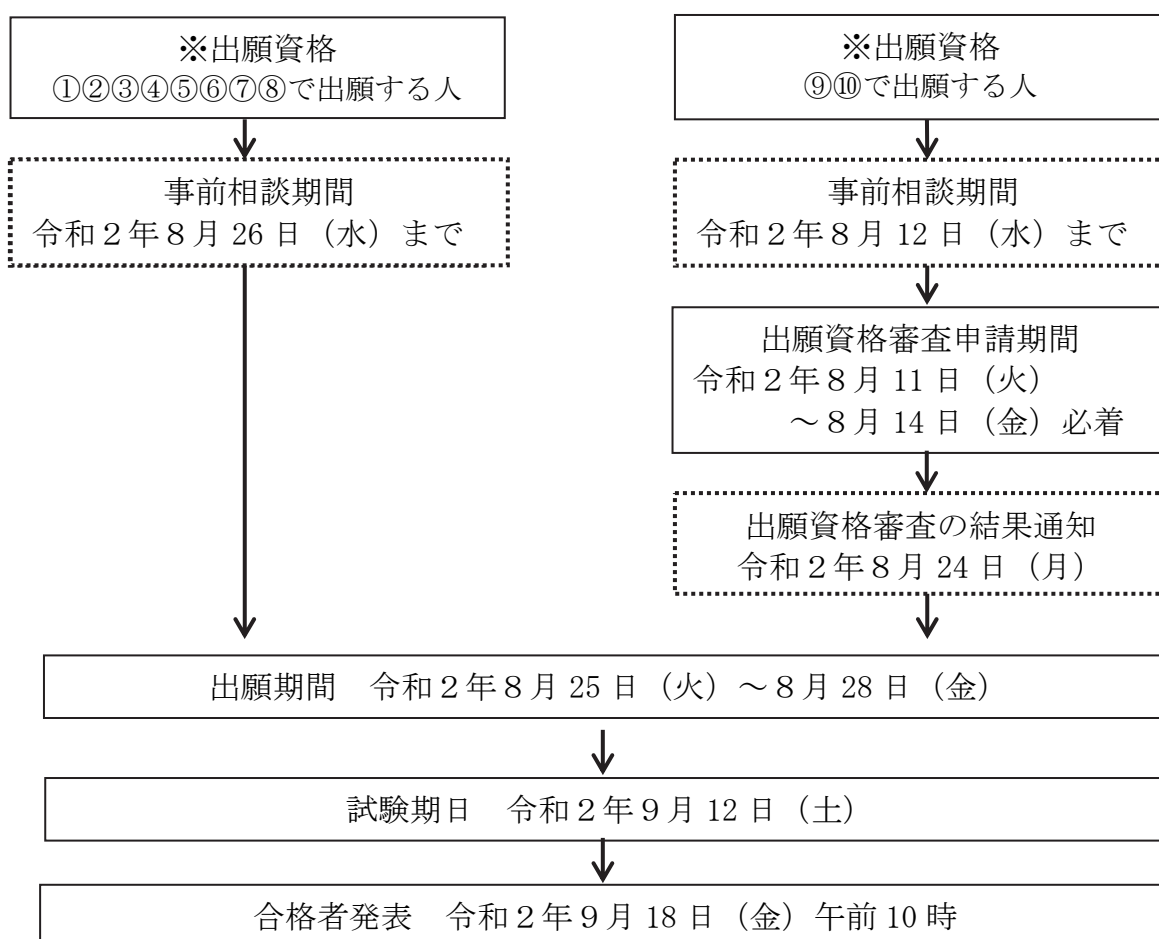 ※出願資格
①②③④⑤⑥⑦⑧で出願する人
事前相談期間
令和２年８月 26 日（水）まで
※出願資格
⑨⑩で出願する人
事前相談期間
令和２年８月 12 日（水）まで
出願資格審査申請期間
令和２年８月 11 日（火）
～８月 14 日（金）必着
出願資格審査の結果通知
令和２年８月 24 日（月）
出願期間　令和２年８月 25 日（火）～８月 28 日（金）
試験期日　令和２年９月 12 日（土）
合格者発表　令和２年９月 18 日（金）午前 10 時